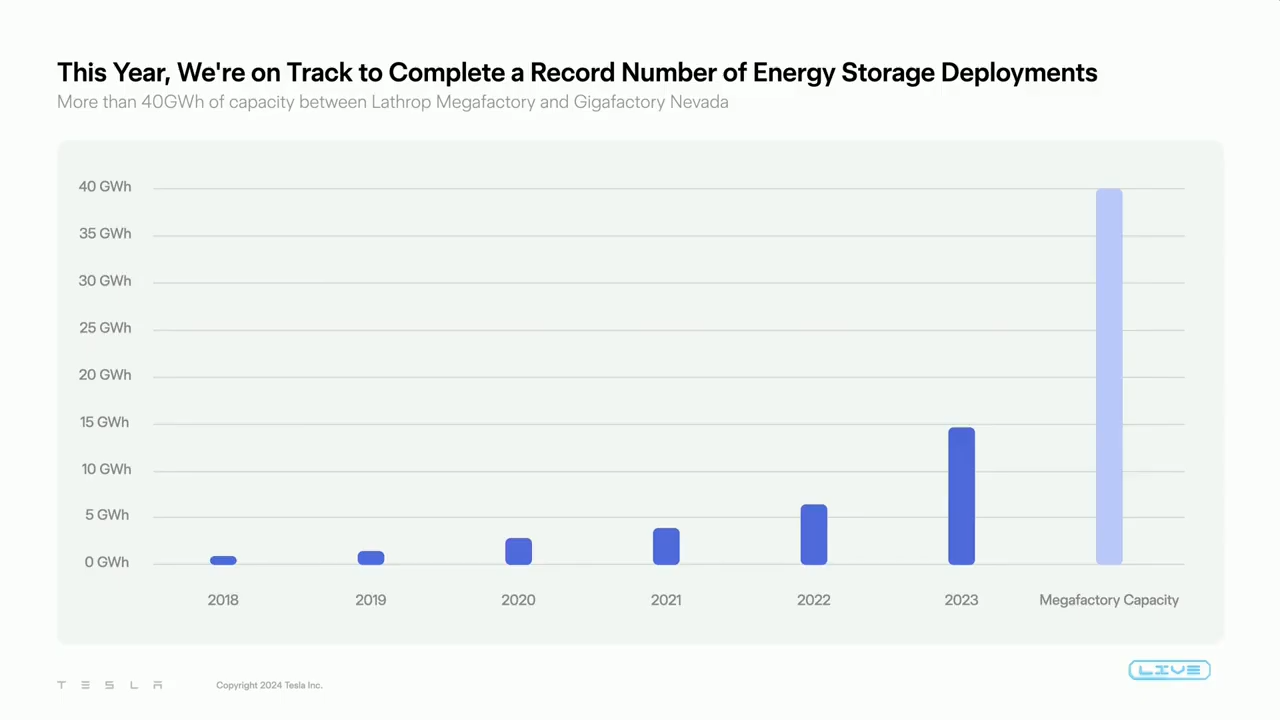 This Year, We're on Track to Complete a Record Number of Energy Storage Deployments
More than 40GWh of capacity between Lathrop Megafactory and Gigafactory Nevada
40 GWh
35 GWh
30 GWh
25 GWh
20 GWh
15 GWh
10 GWh
5 GWh
0 GWh
2018 2019 2020 2021 2022 2023 Megafactory Capacity
TESLA Copyright 2024 Tesla Inc.
LIVE